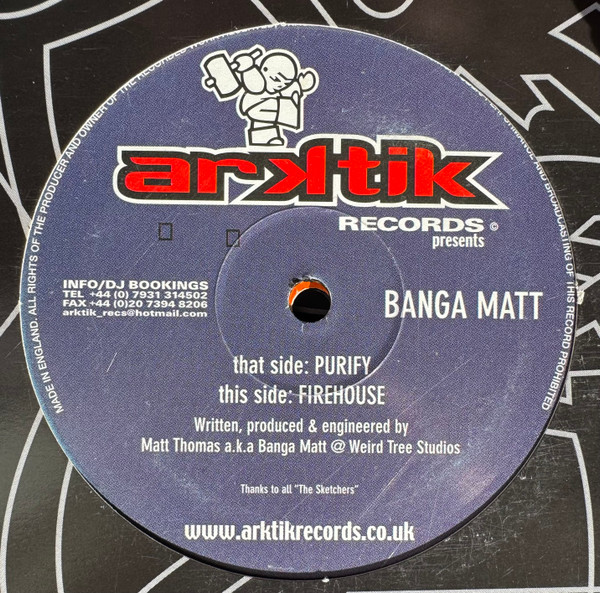 arktik
RECORDS ©
presents
INFO/DJ BOOKINGS
TEL +44 (0) 7931 314502
FAX +44 (0)20 7394 8206
arktik_recs@hotmail.com
BANGA MATT
that side: PURIFY
this side: FIREHOUSE
Written, produced & engineered by
Matt Thomas a.k.a Banga Matt @ Weird Tree Studios
Thanks to all "The Sketchers"
www.arktikrecords.co.uk
MADE IN ENGLAND. ALL RIGHTS OF THE PRODUCER AND OWNER OF THE RECORDED
AND BROADCASTING OF THIS RECORD PROHIBITED